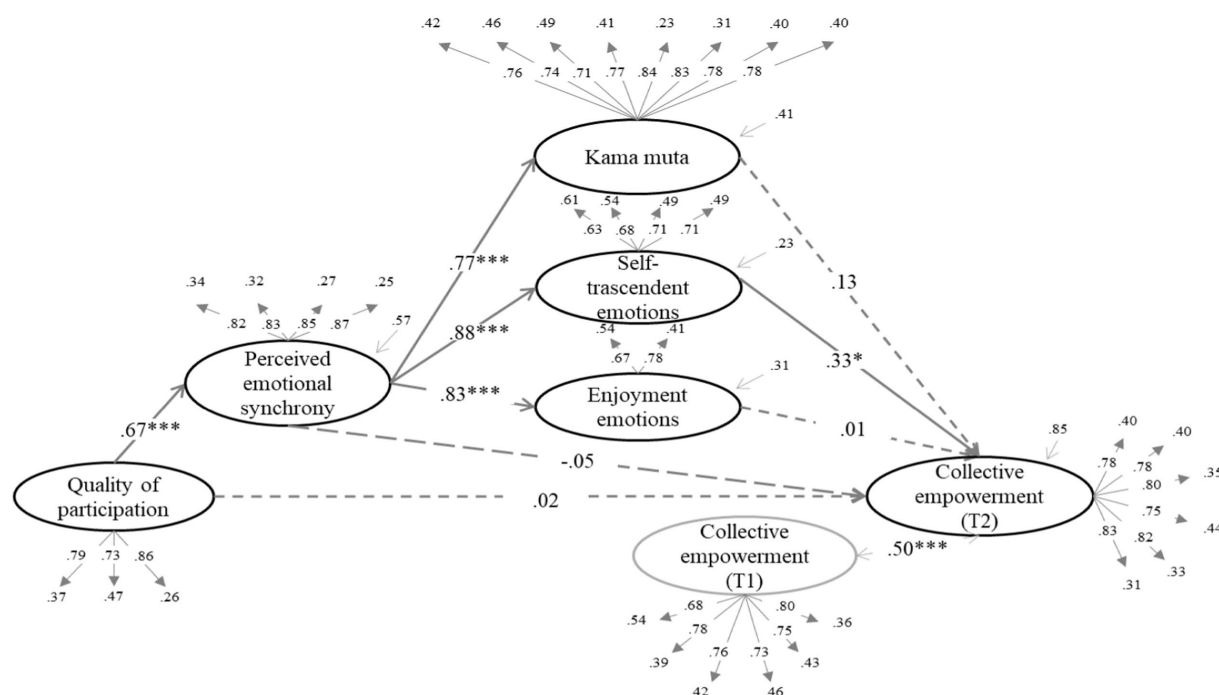 .42 .46 .49 .41 .23 .31 .40 .40
.76 .74 .71 .77 .84 .83 .78 .78
.41
Kama muta
.61 .54 .49 .49
.63 .68 .71 .71
.23
Self-
trascendent
emotions
.77***
.13
.34 .32 .27 .25
.82 .83 .85 .87
.57
.88***
.54 .41
.67 .78
.33*
Perceived
emotional
synchrony
.83***
.31
Enjoyment
emotions
.01
.67***
-.05
.85
.40 .40
.78 .78
.35
.80
.75
.44
.83 .82
.33
.31
Quality of
participation
.02
Collective
empowerment
(T2)
Collective
empowerment
(T1)
.50***
.79 .73 .86
.37 .47 .26
.54 .68 .80 .36
.78 .75
.39 .76 .73 .43
.42 .46